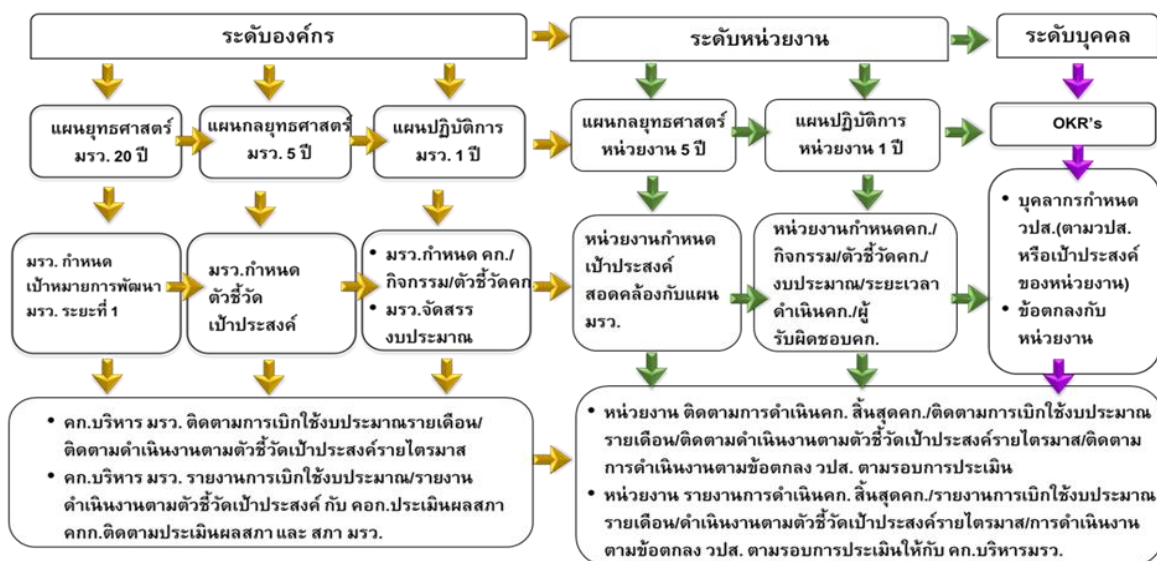 ระดับองค์กร
ระดับหน่วยงาน
ระดับบุคคล
แผนยุทธศาสตร์
มรว. 20 ปี
แผนกลยุทธศาสตร์
มรว. 5 ปี
แผนปฏิบัติการ
มรว. 1 ปี
แผนกลยุทธศาสตร์
หน่วยงาน 5 ปี
แผนปฏิบัติการ
หน่วยงาน 1 ปี
OKR's
มรว. กำหนด
เป้าหมายการพัฒนา
มรว. ระยะที่ 1
มรว.กำหนด
ตัวชี้วัด
เป้าประสงค์
• มรว.กำหนด คก./
กิจกรรม/ตัวชี้วัดคก
• มรว.จัดสรร
งบประมาณ
หน่วยงานกำหนด
เป้าประสงค์
สอดคล้องกับแผน
มรว.
หน่วยงานกำหนดคก./
กิจกรรม/ตัวชี้วัดคก./
งบประมาณ/ระยะเวลา
ดำเนินคก./ผู้
รับผิดชอบคก.
• บุคลากรกำหนด
วปส.(ตามวปส.
หรือเป้าประสงค์
ของหน่วยงาน)
• ข้อตกลงกับ
หน่วยงาน
• คก.บริหาร มรว. ติดตามการเบิกใช้งบประมาณรายเดือน/
ติดตามดำเนินงานตามตัวชี้วัดเป้าประสงค์รายไตรมาส
• คก.บริหาร มรว. รายงานการเบิกใช้งบประมาณ/รายงาน
ดำเนินงานตามตัวชี้วัดเป้าประสงค์ กับ คอก.ประเมินผลสภา
คกก.ติดตามประเมินผลสภา และ สภา มรว.
• หน่วยงาน ติดตามการดำเนินคก. สิ้นสุดคก./ติดตามการเบิกใช้งบประมาณ
รายเดือน/ติดตามดำเนินงานตามตัวชี้วัดเป้าประสงค์รายไตรมาส/ติดตาม
การดำเนินงานตามข้อตกลง วปส. ตามรอบการประเมิน
• หน่วยงาน รายงานการดำเนินคก. สิ้นสุดคก./รายงานการเบิกใช้งบประมาณ
รายเดือน/ดำเนินงานตามตัวชี้วัดเป้าประสงค์รายไตรมาส/การดำเนินงาน
ตามข้อตกลง วปส. ตามรอบการประเมินให้กับ คก.บริหารมรว.